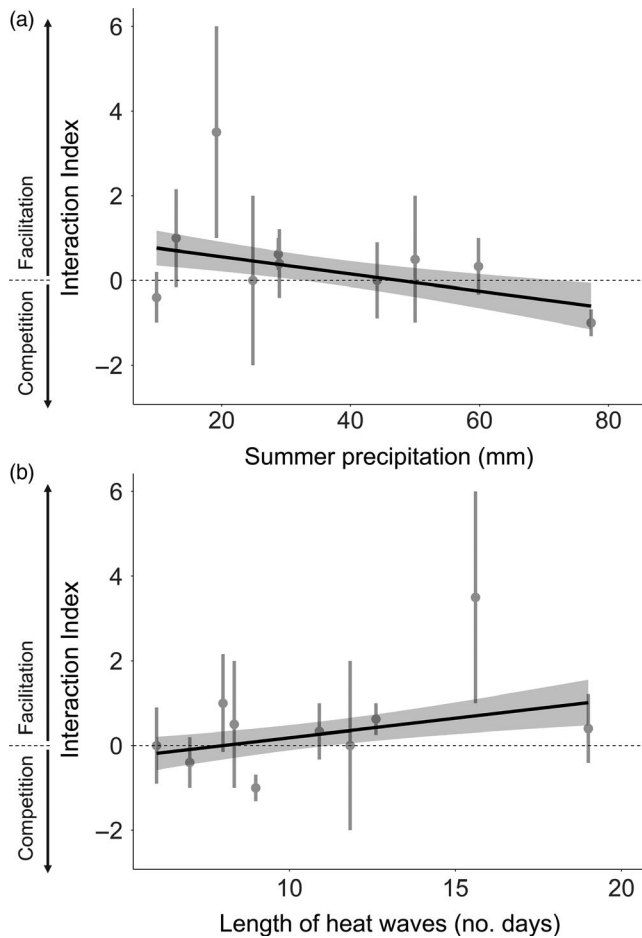 (a)
Facilitation
Competition
Interaction Index
6
4
2
0
–2
20
40
60
80
Summer precipitation (mm)
(b)
Facilitation
Competition
Interaction Index
6
4
2
0
–2
10
15
20
Length of heat waves (no. days)